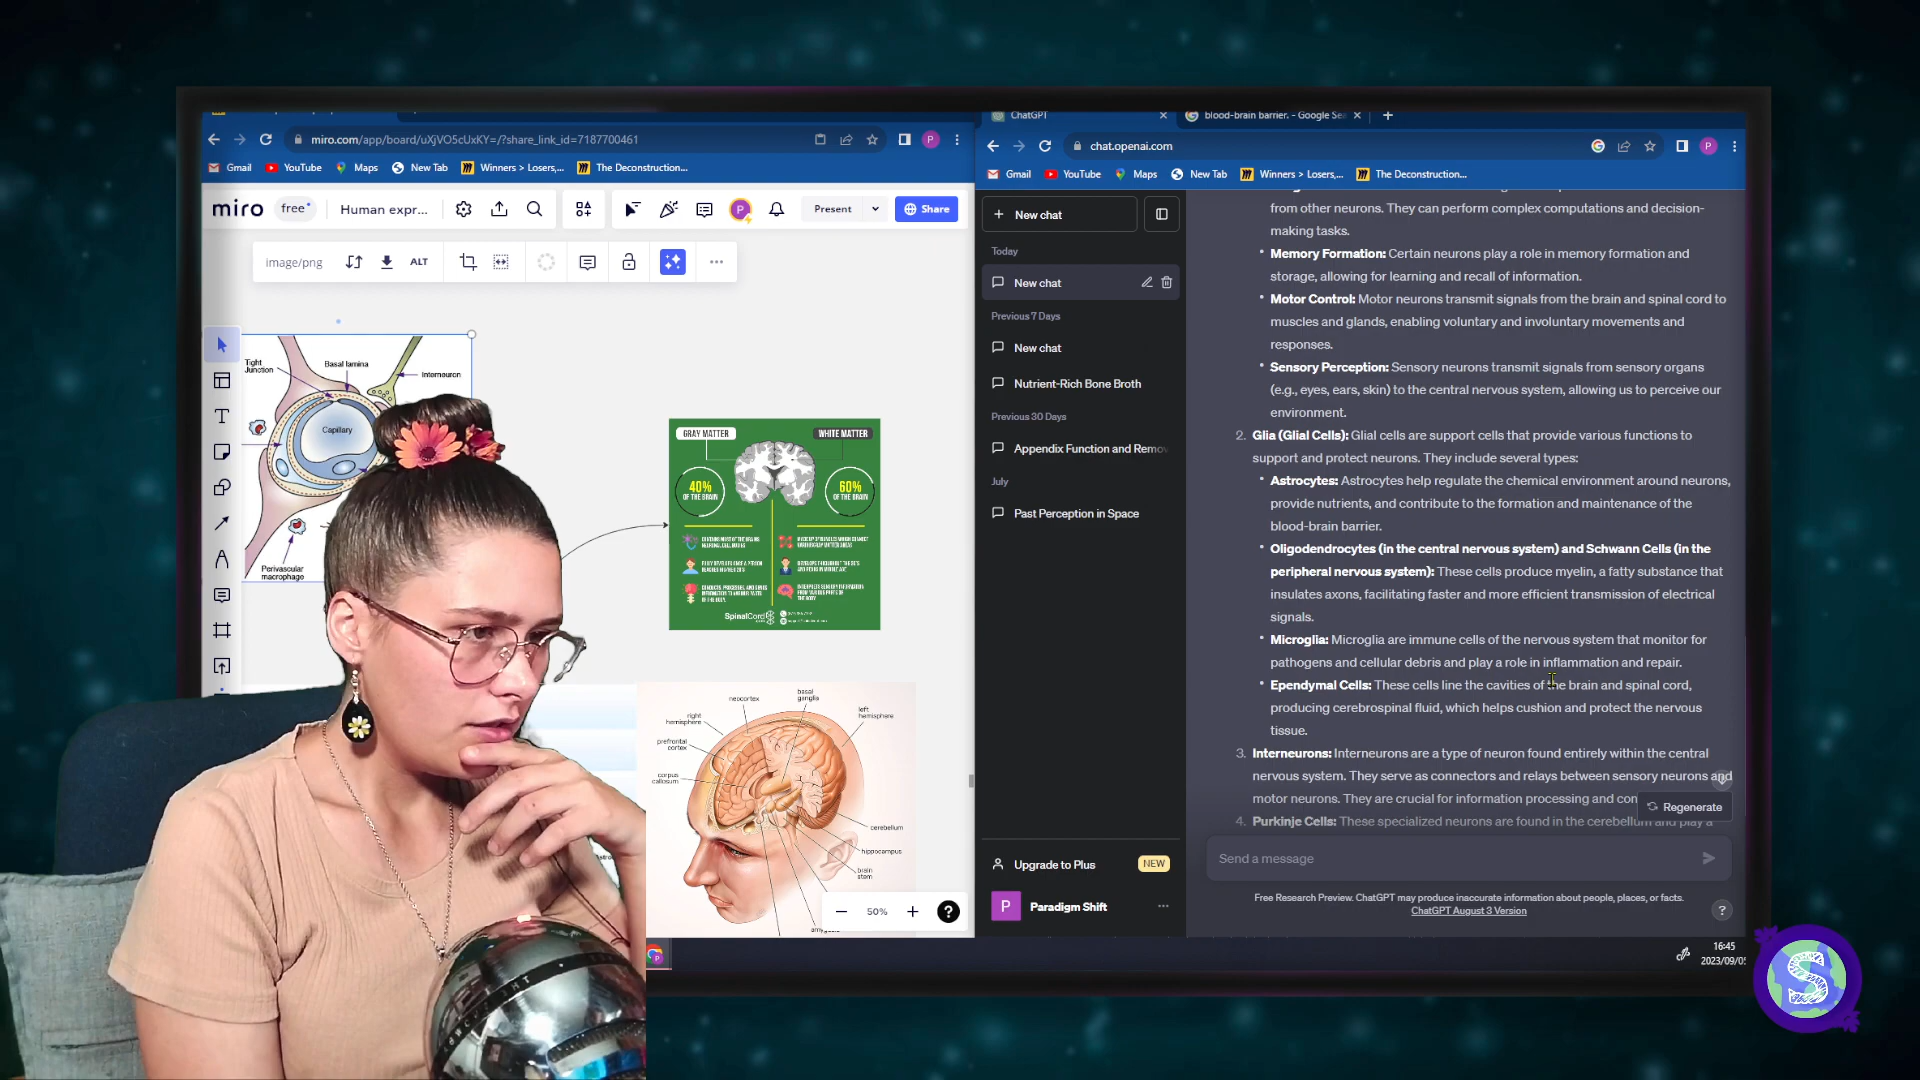 miro.com/app/board/uXjVO5cUxKY=/?share_link_id=7187700461
Gmail YouTube Maps New Tab Winners > Losers,... The Deconstruction...
miro free Human expr... Present Share
image/png ALT
Tight
Junction
Basal lamina
Interneuron
Capillary
Perivascular
macrophage
GRAY MATTER WHITE MATTER
40%
OF THE BRAIN
60%
OF THE BRAIN
SpinalCord
neocortex
basal
ganglia
right
hemisphere
left
hemisphere
prefrontal
cortex
corpus
callosum
cerebellum
hippocampus
brain
stem
50%
ChatGPT
blood-brain barrier. - Google Sea
chat.openai.com
Gmail YouTube Maps New Tab Winners > Losers,... The Deconstruction...
New chat
Today
New chat
Previous 7 Days
New chat
Nutrient-Rich Bone Broth
Previous 30 Days
Appendix Function and Remov
July
Past Perception in Space
Upgrade to Plus NEW
P Paradigm Shift
from other neurons. They can perform complex computations and decision-
making tasks.
• Memory Formation: Certain neurons play a role in memory formation and
storage, allowing for learning and recall of information.
• Motor Control: Motor neurons transmit signals from the brain and spinal cord to
muscles and glands, enabling voluntary and involuntary movements and
responses.
• Sensory Perception: Sensory neurons transmit signals from sensory organs
(e.g., eyes, ears, skin) to the central nervous system, allowing us to perceive our
environment.
2. Glia (Glial Cells): Glial cells are support cells that provide various functions to
support and protect neurons. They include several types:
• Astrocytes: Astrocytes help regulate the chemical environment around neurons,
provide nutrients, and contribute to the formation and maintenance of the
blood-brain barrier.
• Oligodendrocytes (in the central nervous system) and Schwann Cells (in the
peripheral nervous system): These cells produce myelin, a fatty substance that
insulates axons, facilitating faster and more efficient transmission of electrical
signals.
• Microglia: Microglia are immune cells of the nervous system that monitor for
pathogens and cellular debris and play a role in inflammation and repair.
• Ependymal Cells: These cells line the cavities of the brain and spinal cord,
producing cerebrospinal fluid, which helps cushion and protect the nervous
tissue.
3. Interneurons: Interneurons are a type of neuron found entirely within the central
nervous system. They serve as connectors and relays between sensory neurons and
motor neurons. They are crucial for information processing and con
Regenerate
4. Purkinje Cells: These specialized neurons are found in the cerebellum and play a
Send a message
Free Research Preview. ChatGPT may produce inaccurate information about people, places, or facts.
ChatGPT August 3 Version
16:45
2023/09/05
S